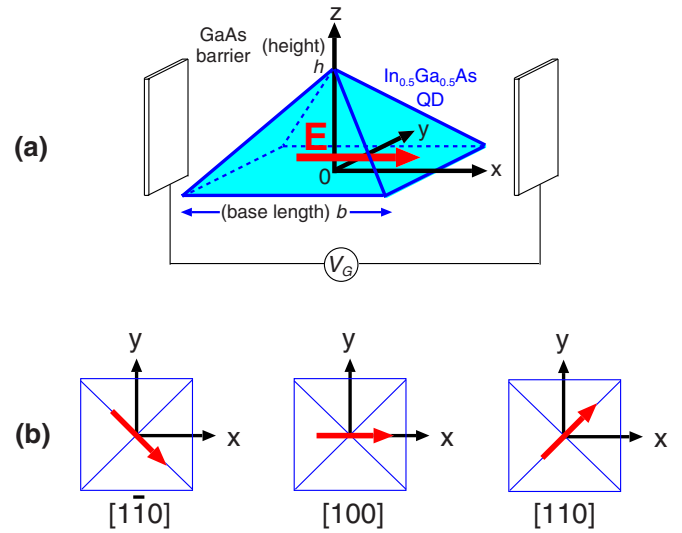 z
GaAs
barrier
(height)
h
In0.5Ga0.5As
QD
(a)
E
y
0
x
(base length) b
VG
y
y
y
(b)
x
x
x
[11̄0]
[100]
[110]